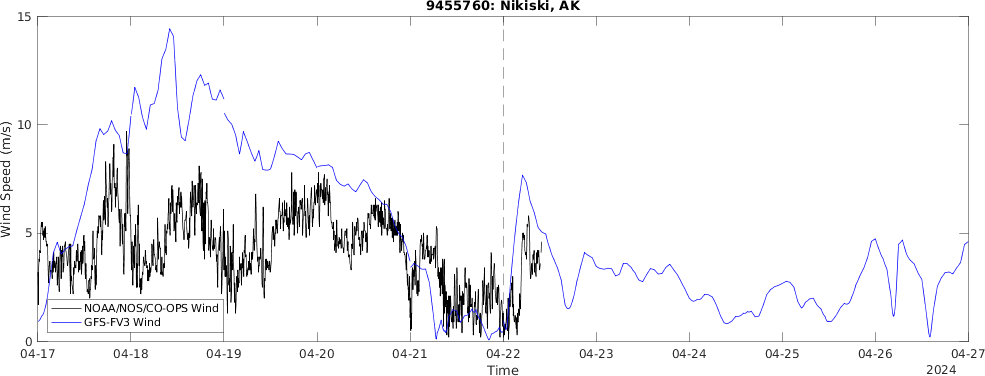 9455760: Nikiski, AK
Wind Speed (m/s)
15
10
5
0
NOAA/NOS/CO-OPS Wind
GFS-FV3 Wind
04-17 04-18 04-19 04-20 04-21 04-22 04-23 04-24 04-25 04-26 04-27
Time
2024